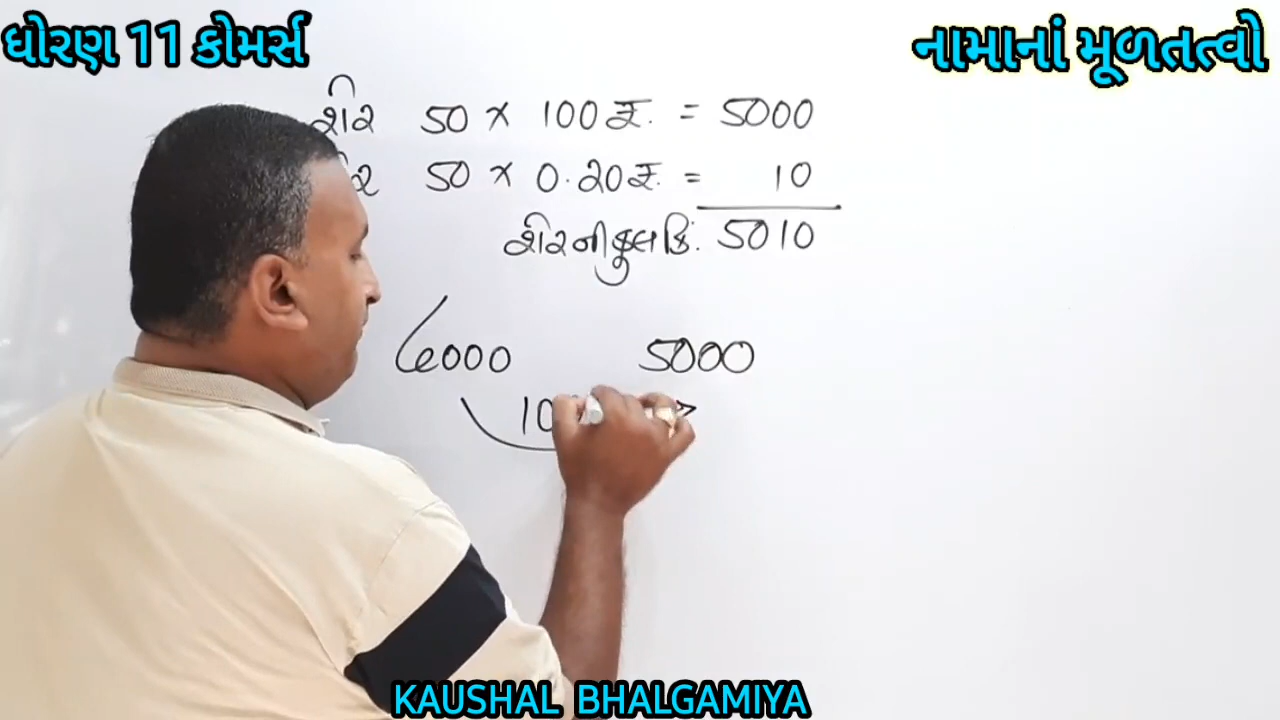 ધોરણ 11 કોમર્સ
નામાનાં મૂળતત્વો
શેર 50 × 100 રૂ. = 5000
50 × 0.20 રૂ. = 10
શેરની કુલ કિં. 5010
6000 5000
KAUSHAL BHALGAMIYA